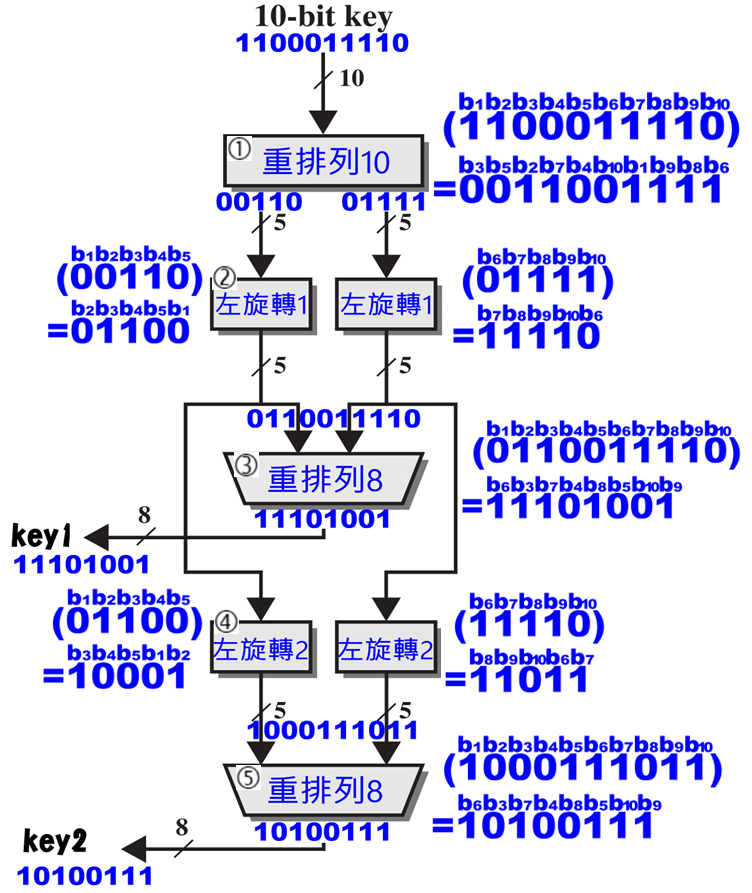 10-bit key
1100011110
10
b₁b₂b₃b₄b₅b₆b₇b₈b₉b₁₀
(1100011110)
① 重排列10
b₃b₅b₂b₇b₄b₁₀b₁b₉b₈b₆
=0011001111
00110
01111
5
5
b₁b₂b₃b₄b₅
(00110)
b₂b₃b₄b₅b₁
=01100
② 左旋轉1
左旋轉1
b₆b₇b₈b₉b₁₀
(01111)
b₇b₈b₉b₁₀b₆
=11110
5
5
0110011110
b₁b₂b₃b₄b₅b₆b₇b₈b₉b₁₀
(0110011110)
③ 重排列8
b₆b₃b₇b₄b₈b₅b₁₀b₉
=11101001
11101001
8
key1
11101001
b₁b₂b₃b₄b₅
(01100)
b₃b₄b₅b₁b₂
=10001
④ 左旋轉2
左旋轉2
b₆b₇b₈b₉b₁₀
(11110)
b₈b₉b₁₀b₆b₇
=11011
5
5
1000111011
b₁b₂b₃b₄b₅b₆b₇b₈b₉b₁₀
(1000111011)
⑤ 重排列8
b₆b₃b₇b₄b₈b₅b₁₀b₉
=10100111
10100111
8
key2
10100111